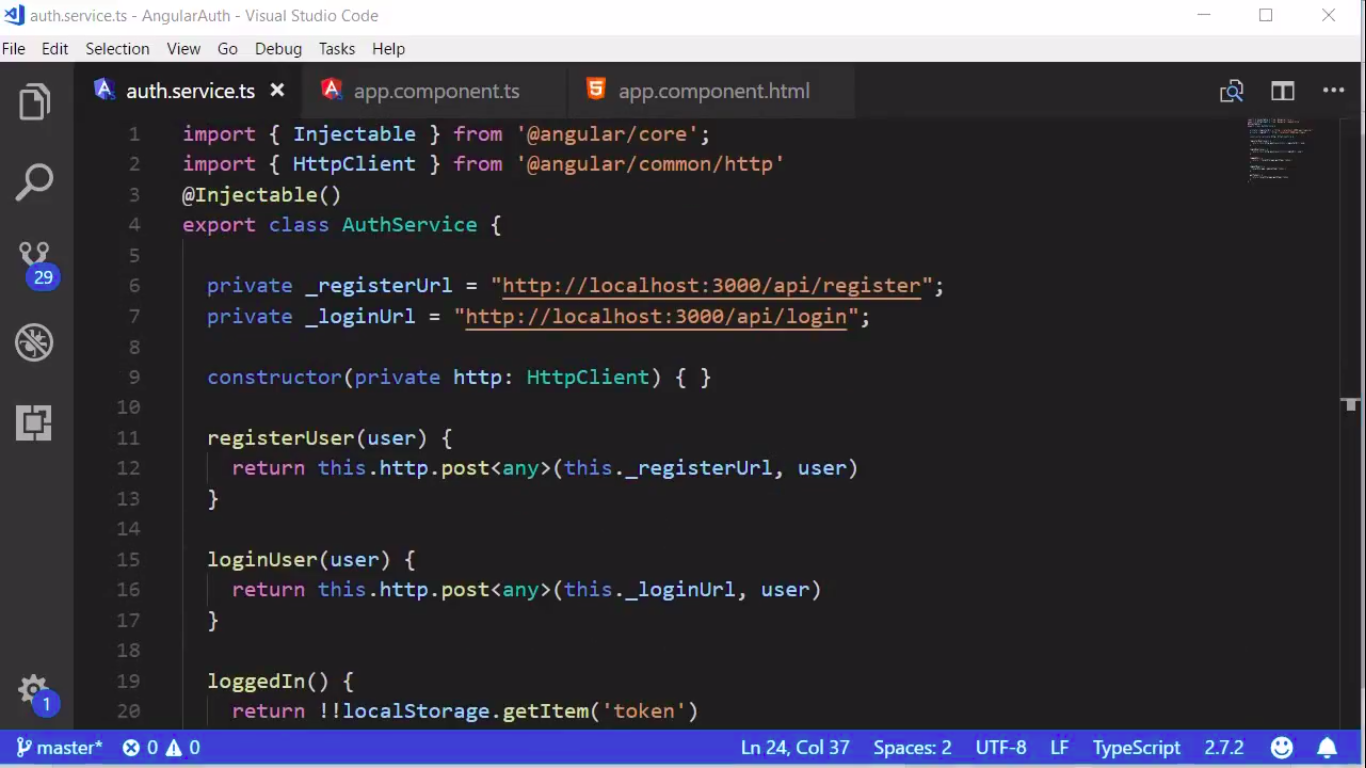 auth.service.ts - AngularAuth - Visual Studio Code
File Edit Selection View Go Debug Tasks Help
auth.service.ts app.component.ts app.component.html
1 import { Injectable } from '@angular/core';
2 import { HttpClient } from '@angular/common/http'
3 @Injectable()
4 export class AuthService {
5
6 private _registerUrl = "http://localhost:3000/api/register";
7 private _loginUrl = "http://localhost:3000/api/login";
8
9 constructor(private http: HttpClient) { }
10
11 registerUser(user) {
12 return this.http.post<any>(this._registerUrl, user)
13 }
14
15 loginUser(user) {
16 return this.http.post<any>(this._loginUrl, user)
17 }
18
19 loggedIn() {
20 return !!localStorage.getItem('token')
29
1
master* 0 0 Ln 24, Col 37 Spaces: 2 UTF-8 LF TypeScript 2.7.2